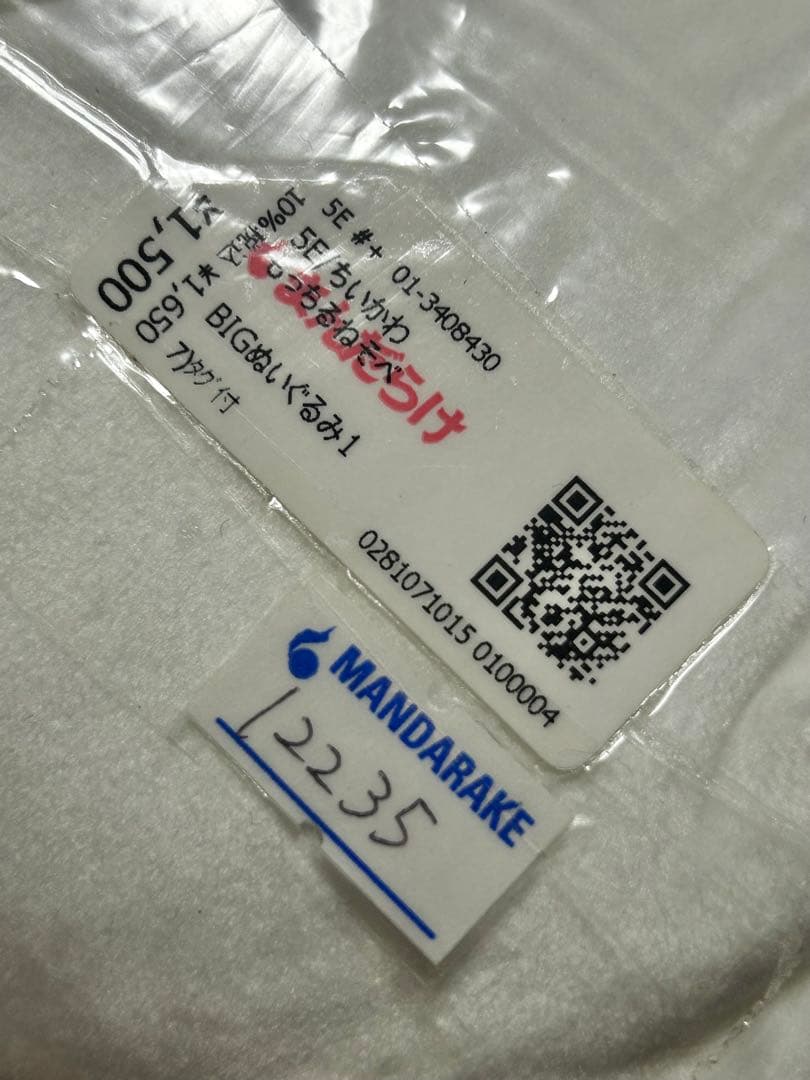 5E #+ 01-3408430
5E/ちいかわ
もっちるねそべ
BIGぬいぐるみ1
10%税込
¥1,500
*1,650
ｱ)ﾀｸﾞ付
まんだらけ
0281071015 0100004
MANDARAKE
12235